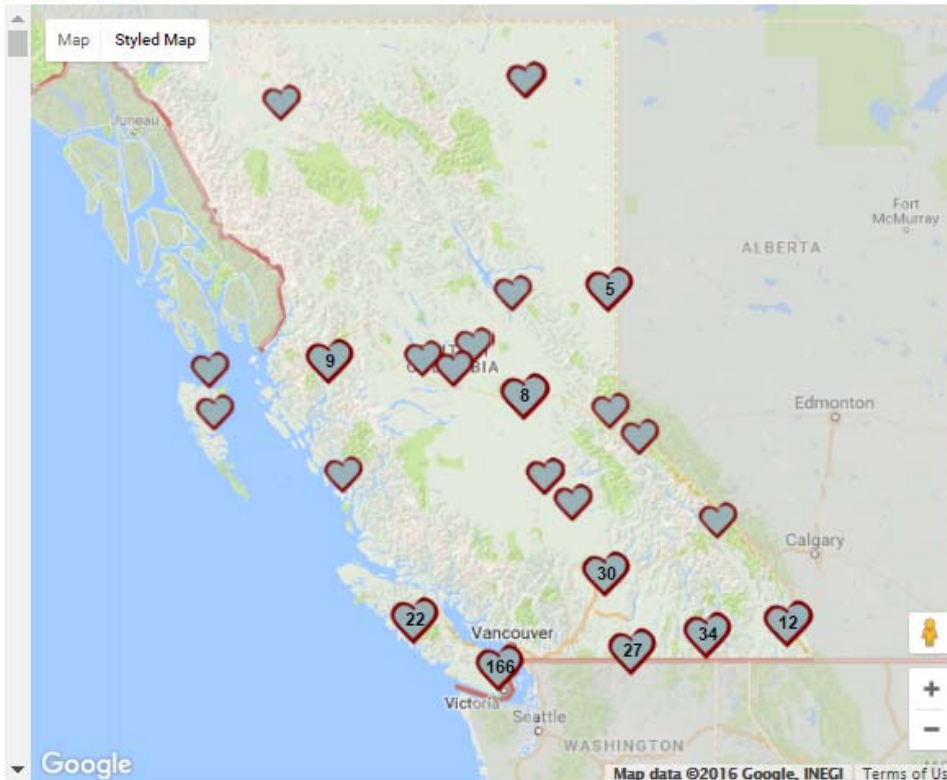 Map Styled Map
Juneau
Fort
McMurray
ALBERTA
5
9
8
Edmonton
Calgary
30
22
Vancouver
12
34
27
166
Victoria
Seattle
WASHINGTON
+
−
Google
Map data ©2016 Google, INEGI Terms of Us